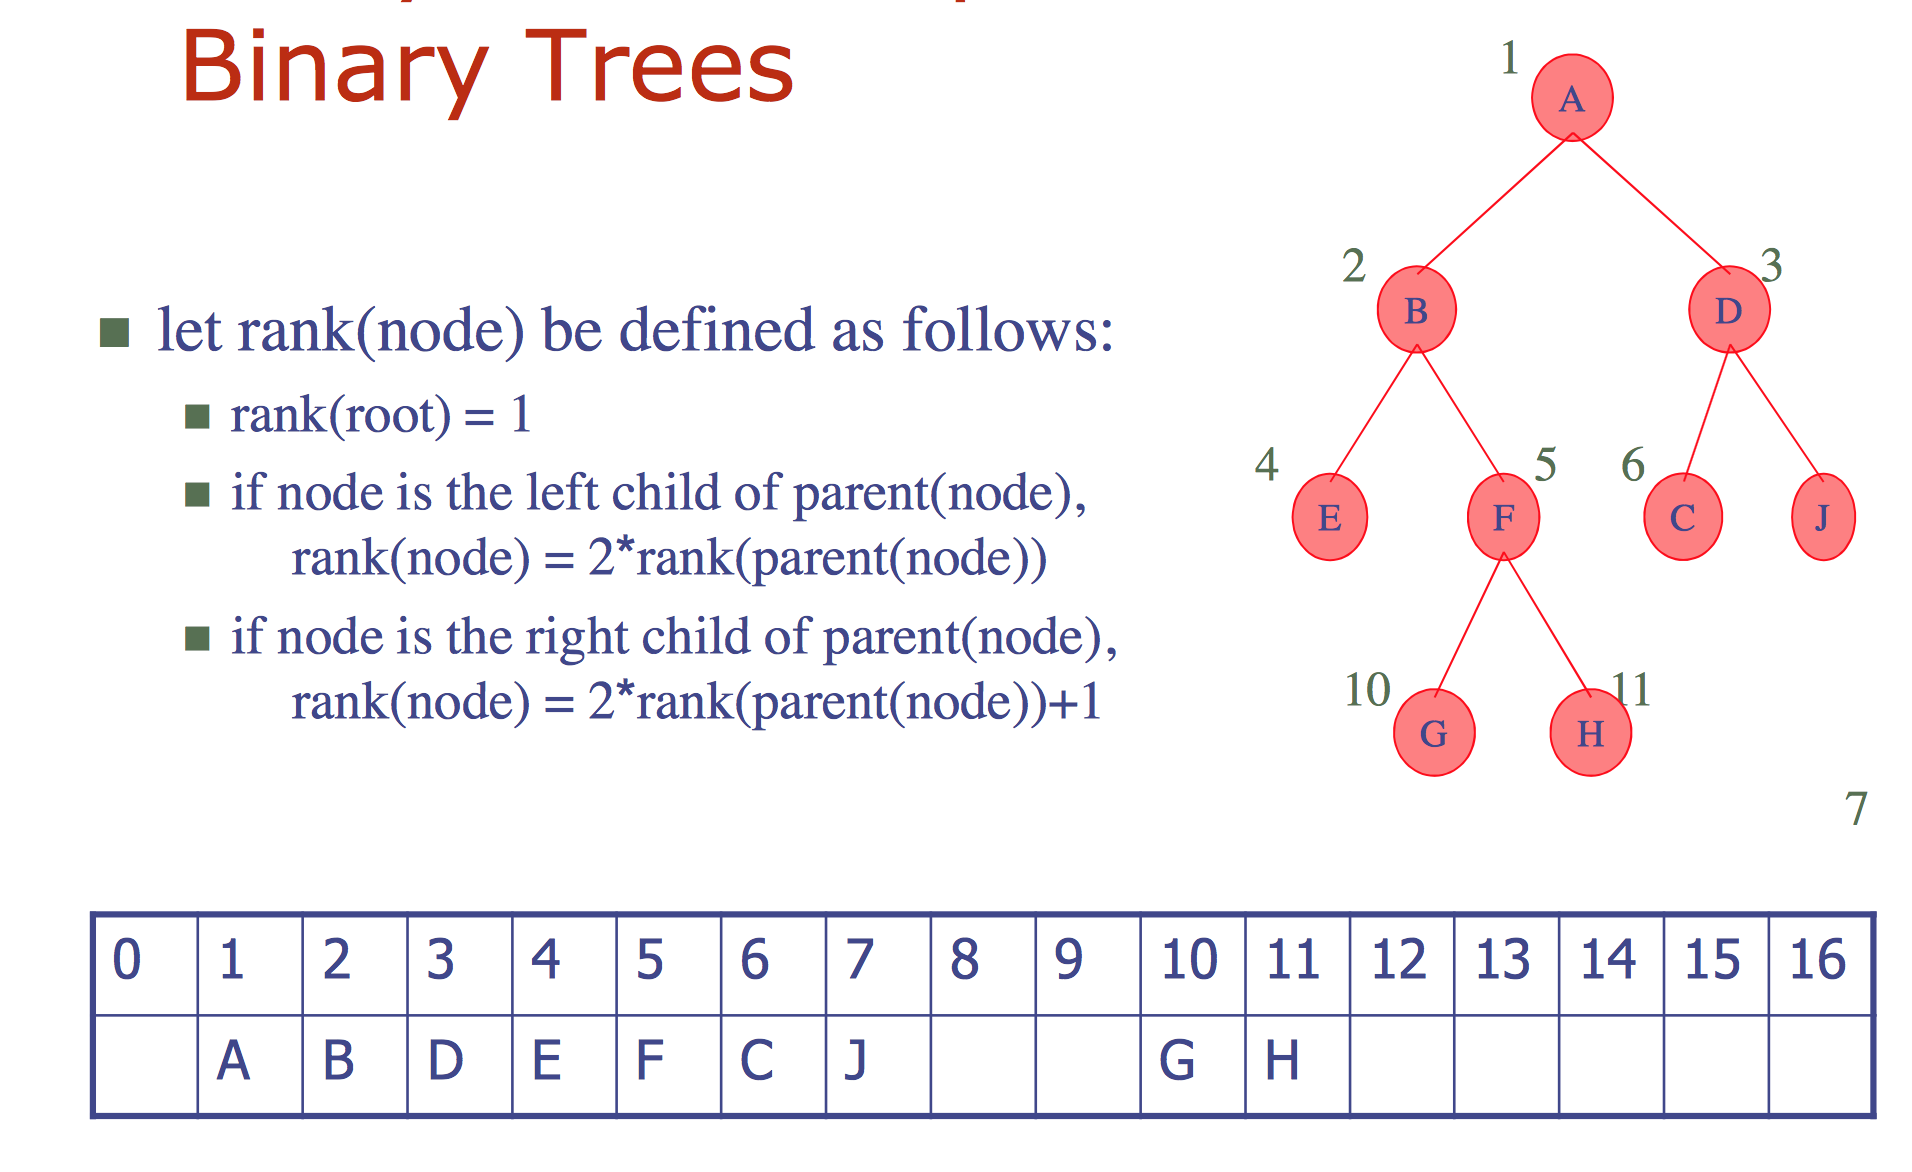 Binary Trees
let rank(node) be defined as follows:
rank(root) = 1
if node is the left child of parent(node),
rank(node) = 2*rank(parent(node))
if node is the right child of parent(node),
rank(node) = 2*rank(parent(node))+1
1
A
2 3
B D
4 5 6
E F C J
10 11
G H
7
0 1 2 3 4 5 6 7 8 9 10 11 12 13 14 15 16
A B D E F C J G H